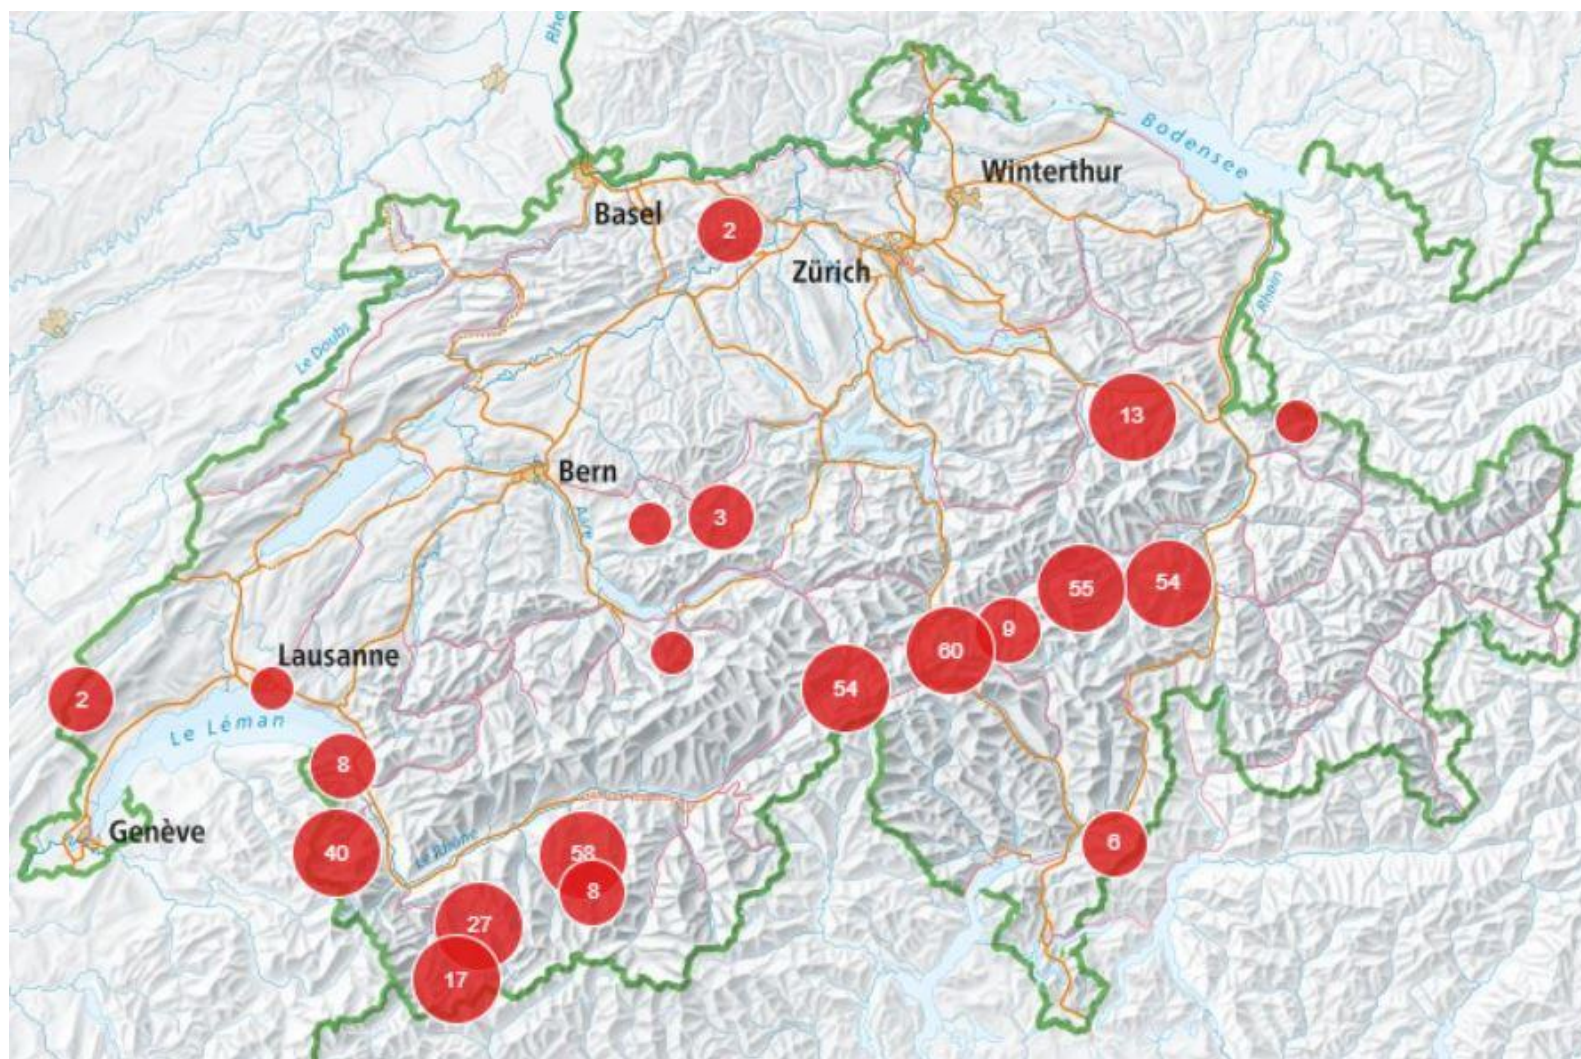 Rhe
Bodensee
Winterthur
Basel
2
Zürich
Rhein
Le Doubs
13
Bern
3
Aare
55
54
9
60
Lausanne
54
2
Le Léman
8
Genève
6
40
58
Le Rhône
8
27
17